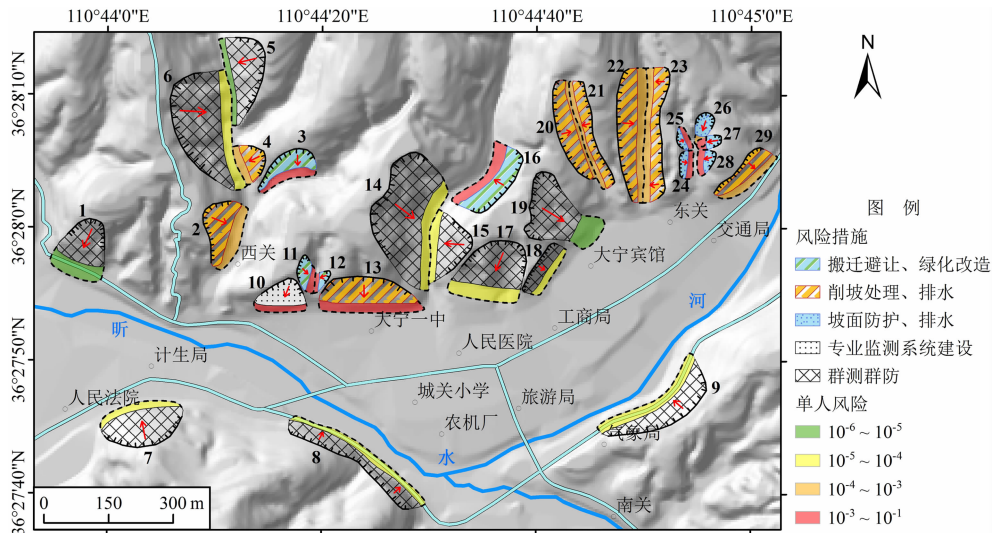 110°44′0″E
110°44′20″E
110°44′40″E
110°45′0″E
36°28′10″N
36°28′0″N
36°27′50″N
36°27′40″N
N
5
6
4
3
22
23
21
20
25
26
27
28
24
29
16
14
19
1
2
西关
11
12
10
13
15
17
18
东关
交通局
大宁宾馆
昕
河
大宁一中
工商局
人民医院
计生局
人民法院
城关小学
旅游局
农机厂
9
气象局
7
8
水
南关
0 150 300 m
图 例
风险措施
搬迁避让、绿化改造
削坡处理、排水
坡面防护、排水
专业监测系统建设
群测群防
单人风险
10⁻⁶ ~ 10⁻⁵
10⁻⁵ ~ 10⁻⁴
10⁻⁴ ~ 10⁻³
10⁻³ ~ 10⁻¹